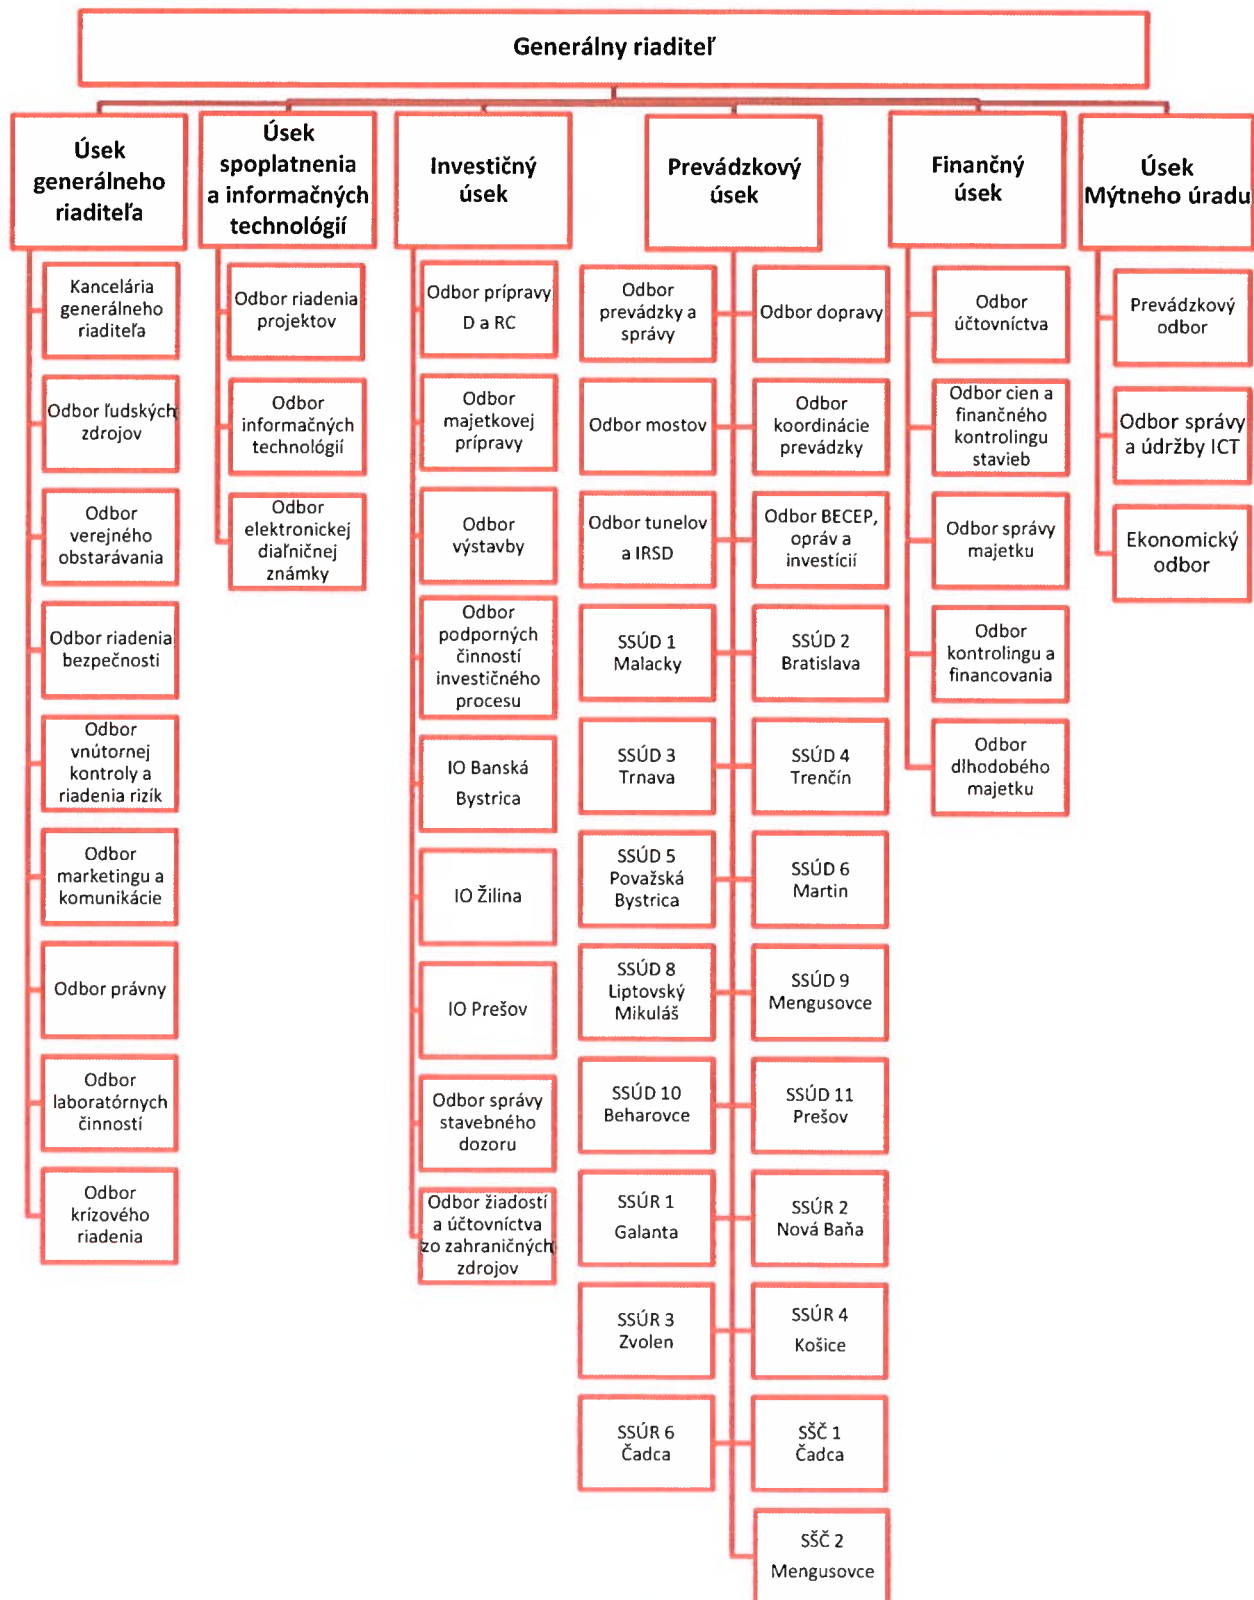 Generálny riaditeľ
Úsek
generálneho
riaditeľa
Úsek
spoplatnenia
a informačných
technológií
Investičný
úsek
Prevádzkový
úsek
Finančný
úsek
Úsek
Mýtneho úradu
Kancelária
generálneho
riaditeľa
Odbor ľudských
zdrojov
Odbor
verejného
obstarávania
Odbor riadenia
bezpečnosti
Odbor
vnútornej
kontroly a
riadenia rizík
Odbor
marketingu a
komunikácie
Odbor právny
Odbor
laboratórnych
činností
Odbor
krízového
riadenia
Odbor riadenia
projektov
Odbor
informačných
technológií
Odbor
elektronickej
diaľničnej
známky
Odbor prípravy
D a RC
Odbor
majetkovej
prípravy
Odbor
výstavby
Odbor
podporných
činností
investičného
procesu
IO Banská
Bystrica
IO Žilina
IO Prešov
Odbor správy
stavebného
dozoru
Odbor žiadostí
a účtovníctva
zo zahraničných
zdrojov
Odbor
prevádzky a
správy
Odbor dopravy
Odbor mostov
Odbor
koordinácie
prevádzky
Odbor tunelov
a IRSD
Odbor BECEP,
opráv a
investícií
SSÚD 1
Malacky
SSÚD 2
Bratislava
SSÚD 3
Trnava
SSÚD 4
Trenčín
SSÚD 5
Považská
Bystrica
SSÚD 6
Martin
SSÚD 8
Liptovský
Mikuláš
SSÚD 9
Mengusovce
SSÚD 10
Beharovce
SSÚD 11
Prešov
SSÚR 1
Galanta
SSÚR 2
Nová Baňa
SSÚR 3
Zvolen
SSÚR 4
Košice
SSÚR 6
Čadca
SŠČ 1
Čadca
SŠČ 2
Mengusovce
Odbor
účtovníctva
Odbor cien a
finančného
kontrolingu
stavieb
Odbor správy
majetku
Odbor
kontrolingu a
financovania
Odbor
dlhodobého
majetku
Prevádzkový
odbor
Odbor správy
a údržby ICT
Ekonomický
odbor